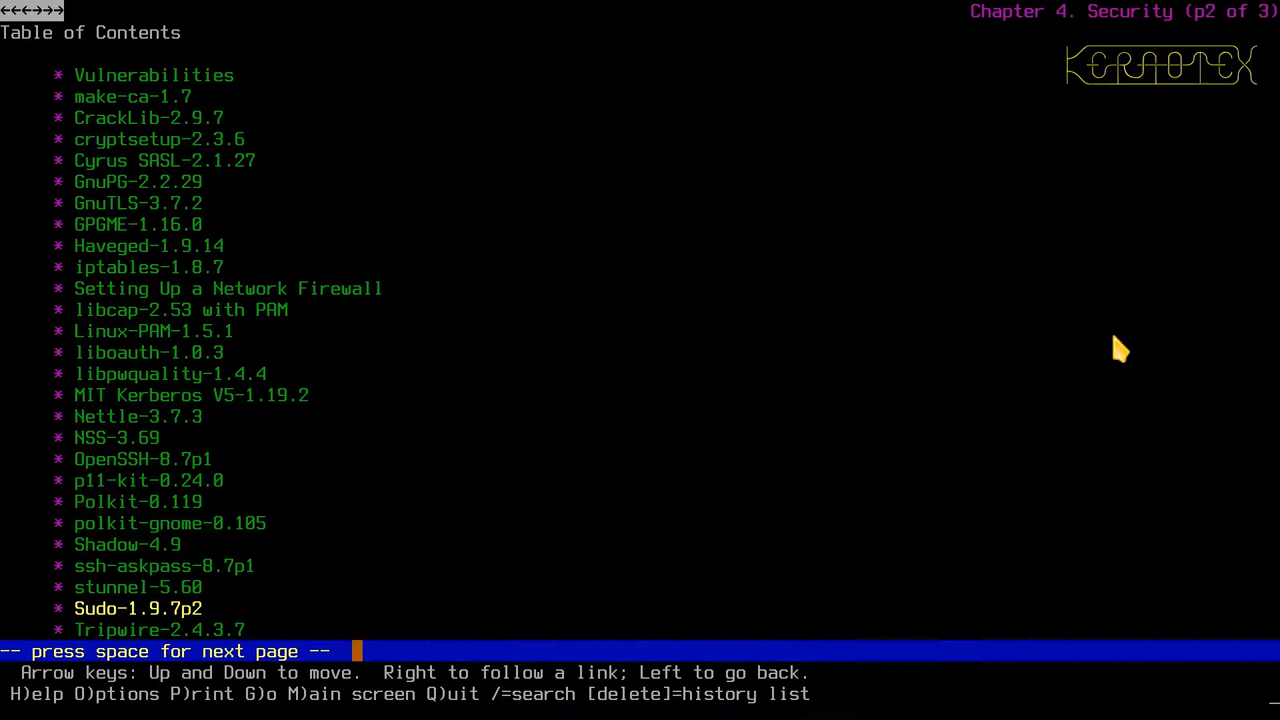 ←←←→→→
Chapter 4. Security (p2 of 3)
Table of Contents
KERAOTEX
* Vulnerabilities
* make-ca-1.7
* CrackLib-2.9.7
* cryptsetup-2.3.6
* Cyrus SASL-2.1.27
* GnuPG-2.2.29
* GnuTLS-3.7.2
* GPGME-1.16.0
* Haveged-1.9.14
* iptables-1.8.7
* Setting Up a Network Firewall
* libcap-2.53 with PAM
* Linux-PAM-1.5.1
* liboauth-1.0.3
* libpwquality-1.4.4
* MIT Kerberos V5-1.19.2
* Nettle-3.7.3
* NSS-3.69
* OpenSSH-8.7p1
* p11-kit-0.24.0
* Polkit-0.119
* polkit-gnome-0.105
* Shadow-4.9
* ssh-askpass-8.7p1
* stunnel-5.60
* Sudo-1.9.7p2
* Tripwire-2.4.3.7
-- press space for next page --
Arrow keys: Up and Down to move.  Right to follow a link; Left to go back.
H)elp O)ptions P)rint G)o M)ain screen Q)uit /=search [delete]=history list